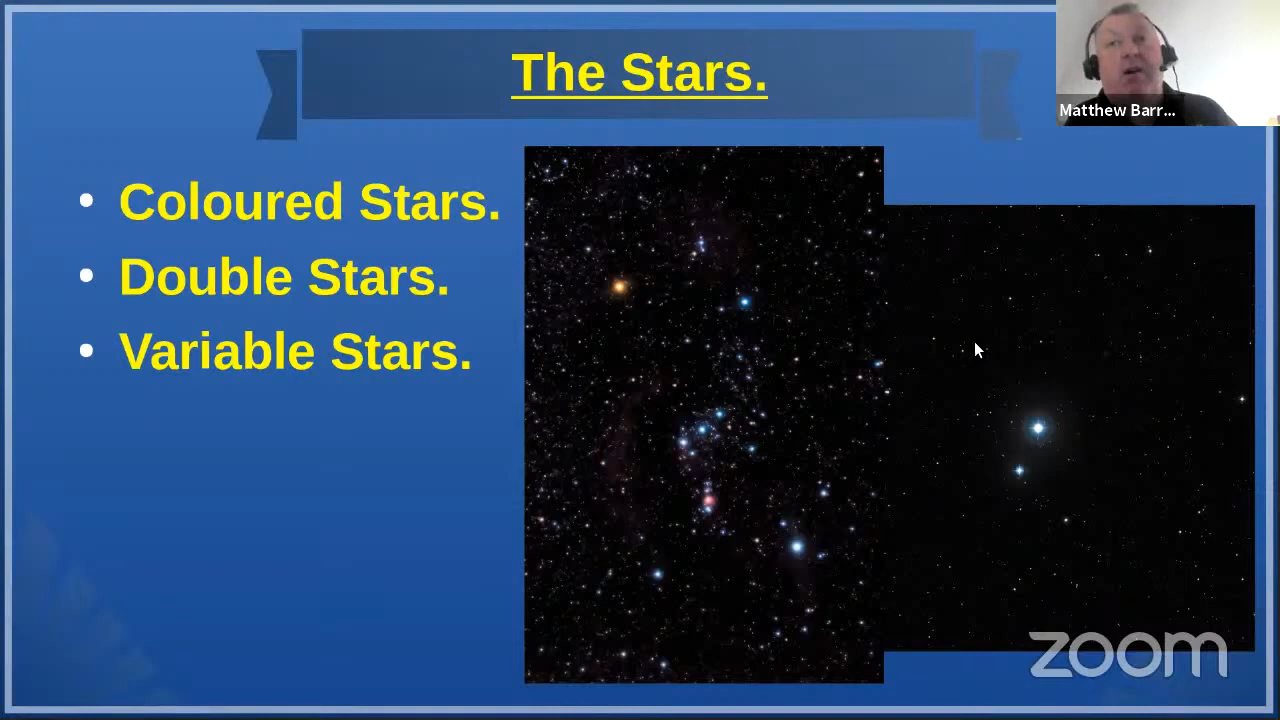 The Stars.
Matthew Barr...
Coloured Stars.
Double Stars.
Variable Stars.
zoom